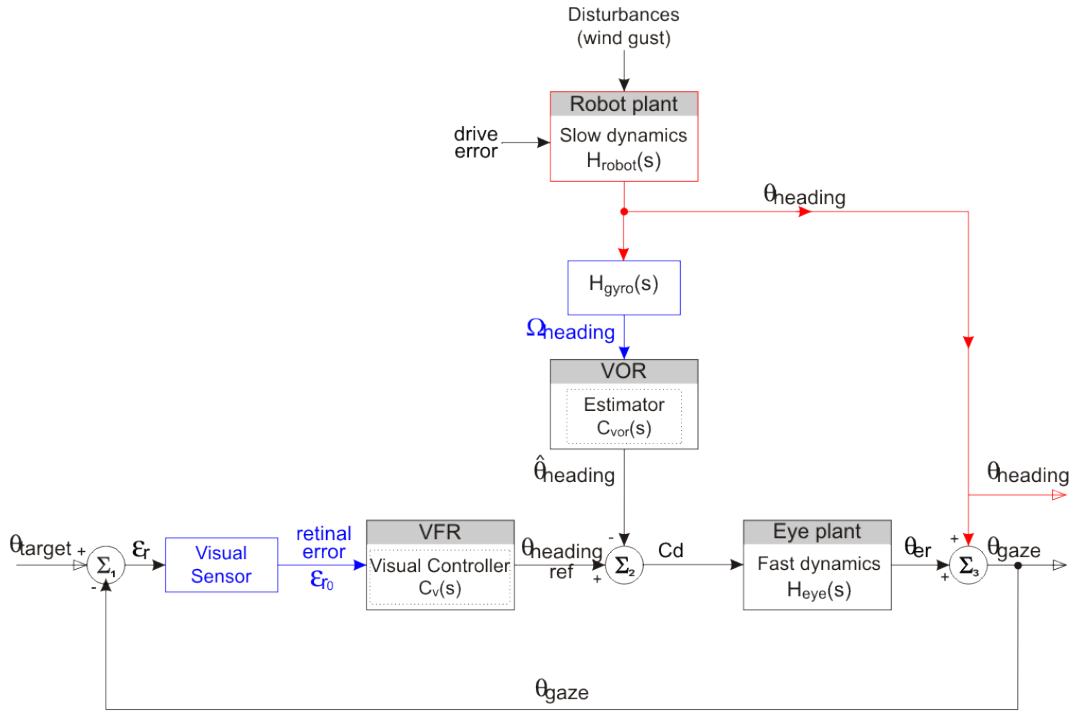 Disturbances
(wind gust)
Robot plant
drive
error
Slow dynamics
Hrobot(s)
θheading
Hgyro(s)
Ωheading
VOR
Estimator
Cvor(s)
θ̂heading
θheading
θtarget
+
-
Σ1
εr
Visual
Sensor
retinal
error
εr0
VFR
Visual Controller
Cv(s)
θheading
ref
-
+
Σ2
Cd
Eye plant
Fast dynamics
Heye(s)
θer
+
+
Σ3
θgaze
θgaze